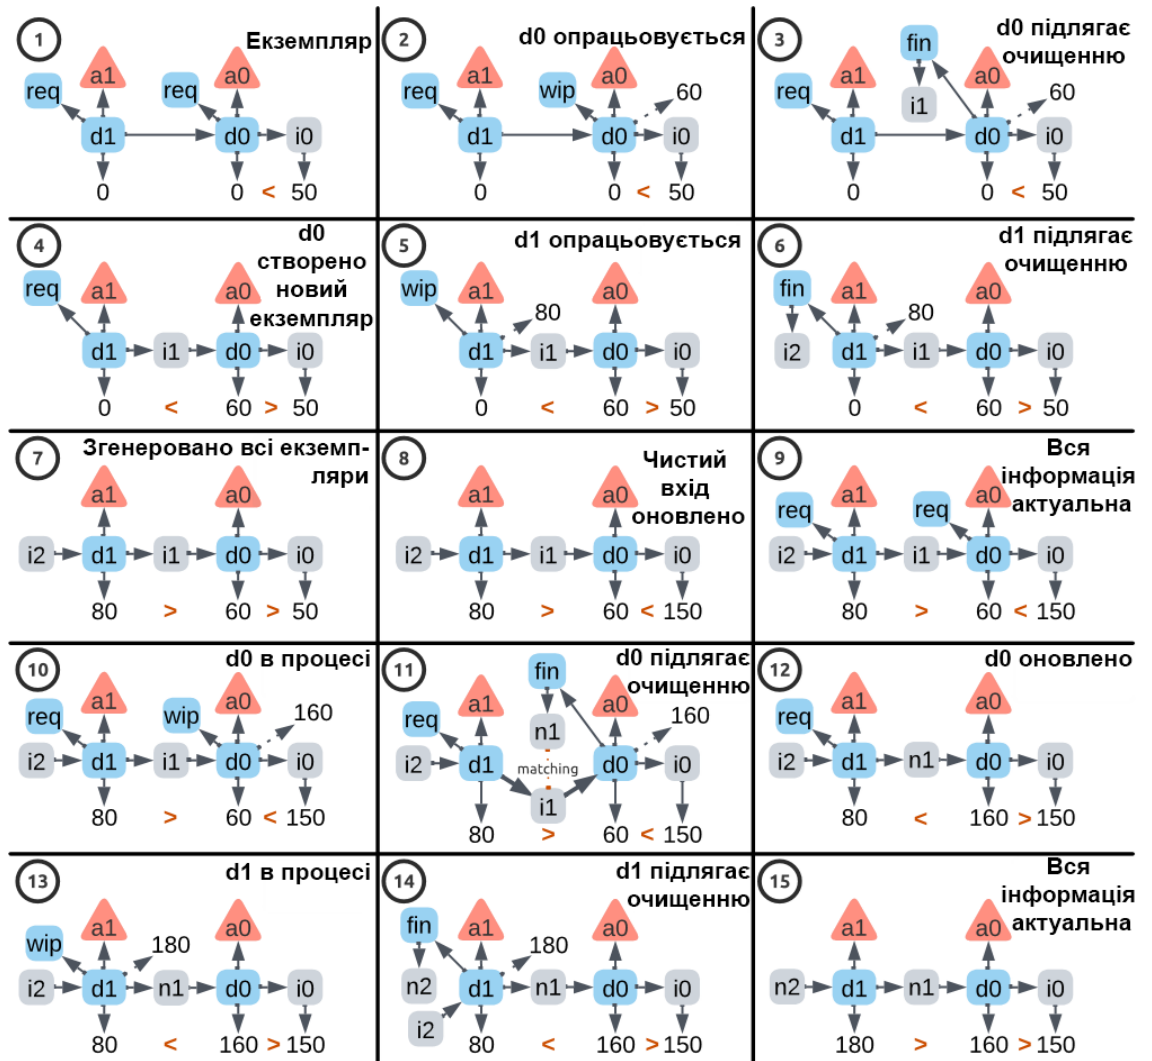 1
Екземпляр
a1
a0
req
req
d1
d0
i0
0
0 < 50
2
d0 опрацьовується
a1
a0
req
wip
60
d1
d0
i0
0
0 < 50
3
d0 підлягає
очищенню
fin
a1
a0
req
i1
60
d1
d0
i0
0
0 < 50
4
d0
створено
новий
екземпляр
req
a1
a0
d1
i1
d0
i0
0 < 60 > 50
5
d1 опрацьовується
wip
a1
a0
80
d1
i1
d0
i0
0 < 60 > 50
6
d1 підлягає
очищенню
fin
a1
a0
80
i2
d1
i1
d0
i0
0 < 60 > 50
7
Згенеровано всі екземп-
ляри
a1
a0
i2
d1
i1
d0
i0
80 > 60 > 50
8
Чистий
вхід
оновлено
a1
a0
i2
d1
i1
d0
i0
80 > 60 < 150
9
Вся
інформація
актуальна
a1
a0
req
req
i2
d1
i1
d0
i0
80 > 60 < 150
10
d0 в процесі
a1
a0
req
wip
160
i2
d1
i1
d0
i0
80 > 60 < 150
11
d0 підлягає
очищенню
fin
a1
a0
req
n1
160
i2
d1
matching
d0
i0
i1
80 > 60 < 150
12
d0 оновлено
a1
a0
req
i2
d1
n1
d0
i0
80 < 160 > 150
13
d1 в процесі
a1
a0
wip
180
i2
d1
n1
d0
i0
80 < 160 > 150
14
d1 підлягає
очищенню
fin
a1
a0
180
n2
d1
n1
d0
i0
i2
80 < 160 > 150
15
Вся
інформація
актуальна
a1
a0
n2
d1
n1
d0
i0
180 > 160 > 150